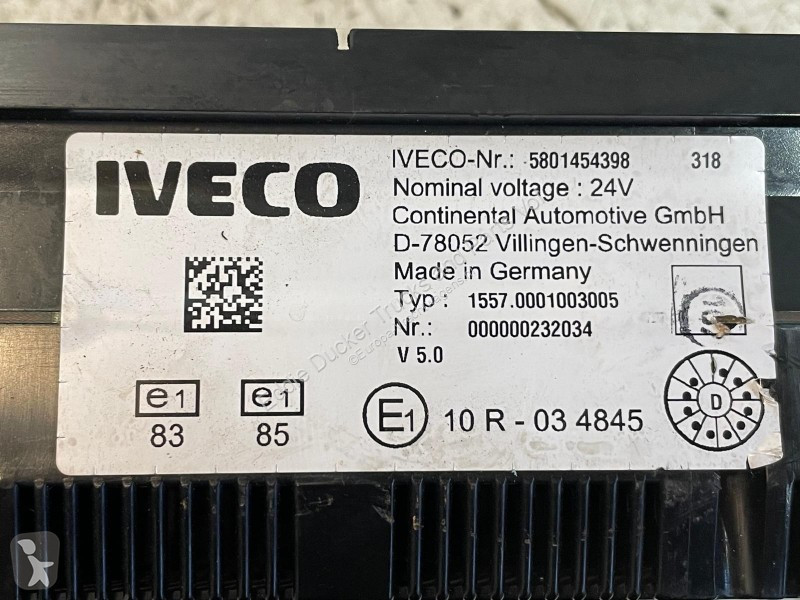 IVECO
IVECO-Nr.: 5801454398 318
Nominal voltage : 24V
Continental Automotive GmbH
D-78052 Villingen-Schwenningen
Made in Germany
Typ : 1557.0001003005
Nr.: 000000232034
V 5.0
e1
83
e1
85
E1
10 R - 03 4845
D